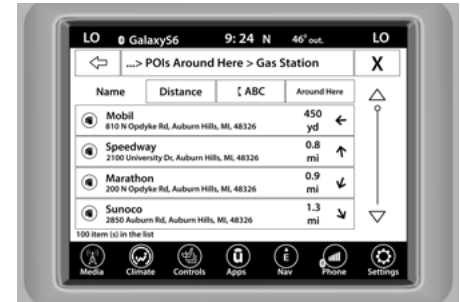 LO GalaxyS6 9:24 N 46° out. LO
...> POIs Around Here > Gas Station X
Name Distance ABC Around Here
Mobil 450 yd
810 N Opdyke Rd, Auburn Hills, MI, 48326
Speedway 0.8 mi
2100 University Dr, Auburn Hills, MI, 48326
Marathon 0.9 mi
200 N Opdyke Rd, Auburn Hills, MI, 48326
Sunoco 1.3 mi
2850 Auburn Rd, Auburn Hills, MI, 48326
100 item (s) in the list
Media Climate Controls Apps Nav Phone Settings